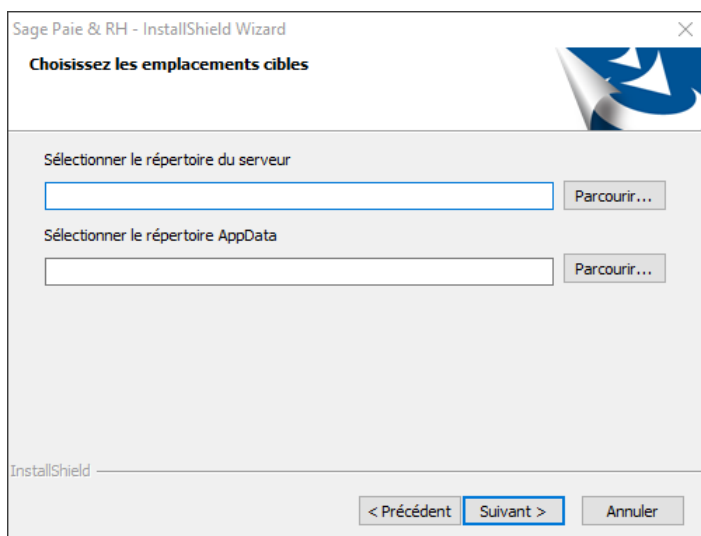 Sage Paie & RH - InstallShield Wizard
Choisissez les emplacements cibles
Sélectionner le répertoire du serveur
Parcourir...
Sélectionner le répertoire AppData
Parcourir...
InstallShield
< Précédent Suivant > Annuler